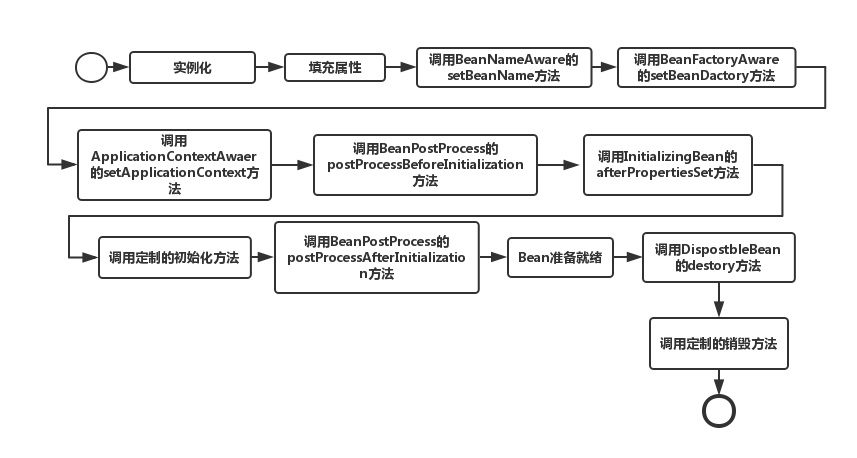 实例化
填充属性
调用BeanNameAware的
setBeanName方法
调用BeanFactoryAware
的setBeanDactory方法
调用
ApplicationContextAwaer
的setApplicationContext方
法
调用BeanPostProcess的
postProcessBeforeInitialization
方法
调用InitializingBean的
afterPropertiesSet方法
调用定制的初始化方法
调用BeanPostProcess的
postProcessAfterInitializatio
n方法
Bean准备就绪
调用DispostbleBean
的destory方法
调用定制的销毁方法